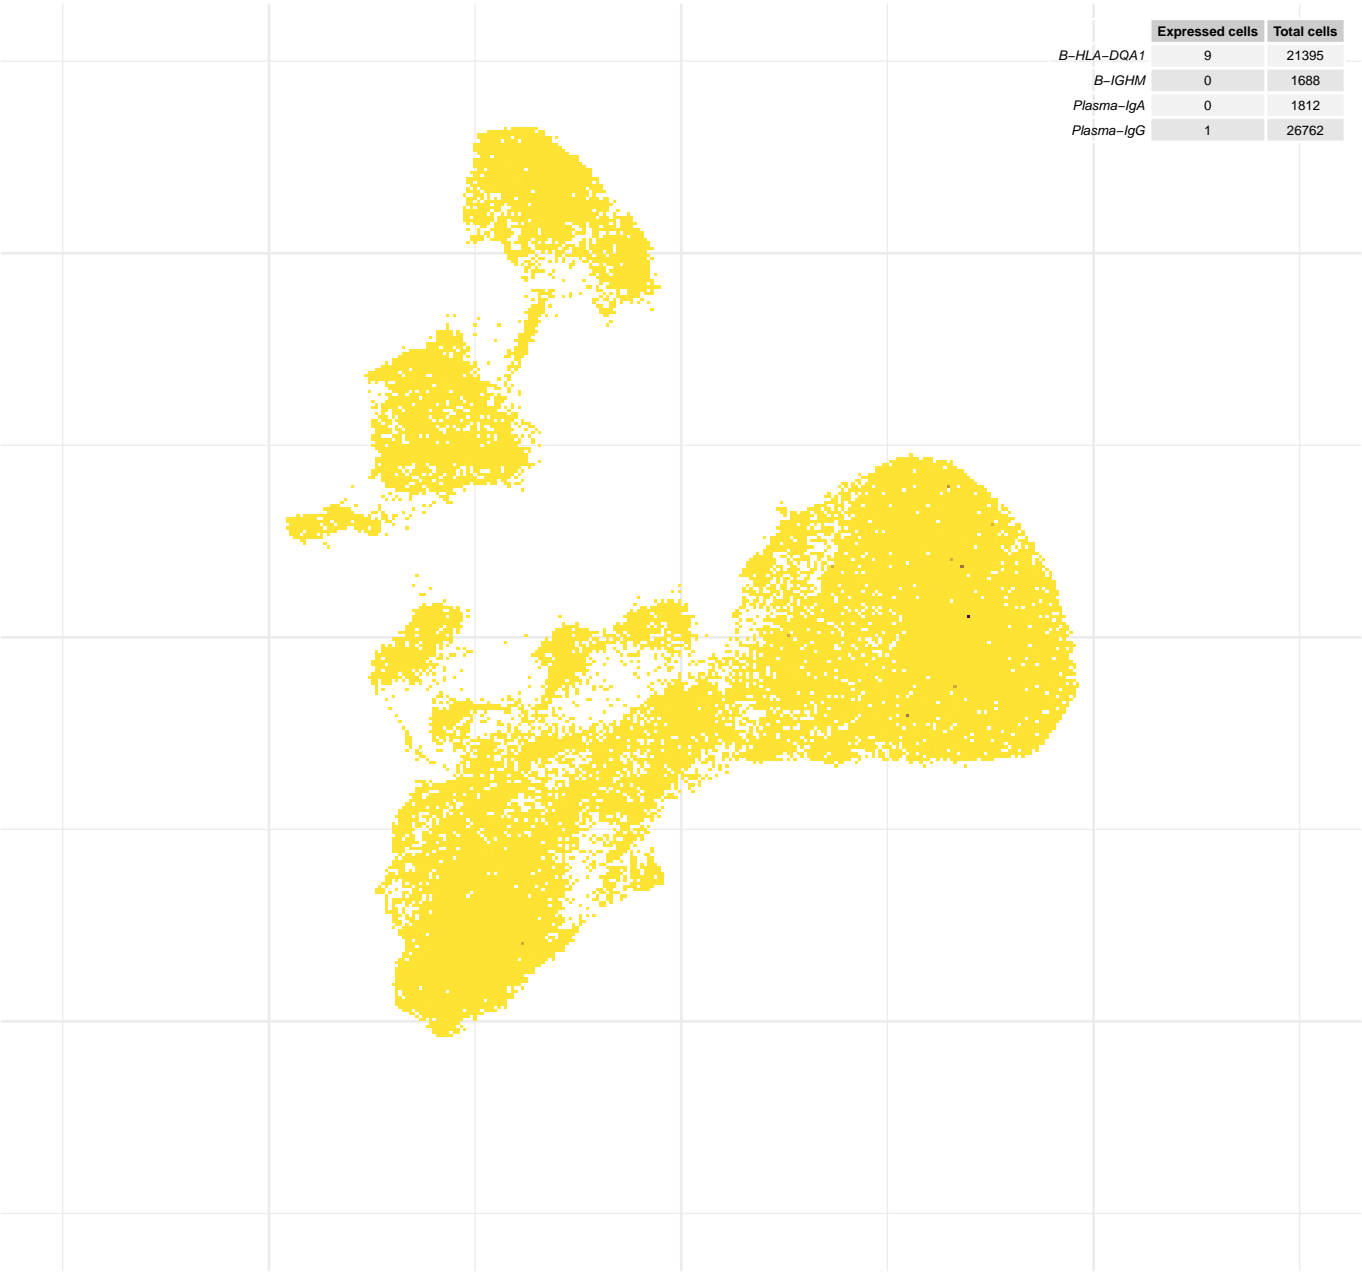 Expressed cells Total cells
B−HLA−DQA1 9 21395
B−IGHM 0 1688
Plasma−IgA 0 1812
Plasma−IgG 1 26762